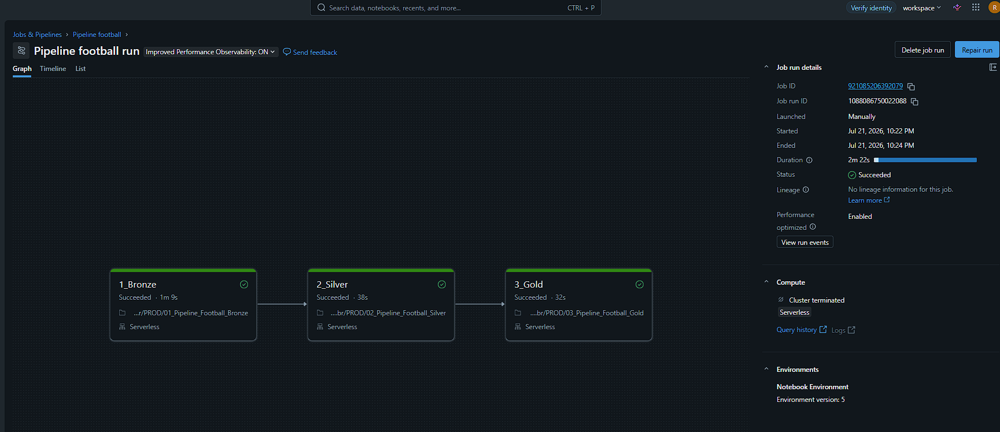 Search data, notebooks, recents, and more... CTRL + P
Verify identity workspace R
Jobs & Pipelines › Pipeline football ›
Pipeline football run Improved Performance Observability: ON Send feedback
Delete job run Repair run
Graph Timeline List
Job run details
Job ID 921085206392079
Job run ID 1088086750022088
Launched Manually
Started Jul 21, 2026, 10:22 PM
Ended Jul 21, 2026, 10:24 PM
Duration 2m 22s
Status Succeeded
Lineage No lineage information for this job.
Learn more
Performance
optimized Enabled
View run events
1_Bronze
Succeeded · 1m 9s
...r/PROD/01_Pipeline_Football_Bronze
Serverless
2_Silver
Succeeded · 38s
....br/PROD/02_Pipeline_Football_Silver
Serverless
3_Gold
Succeeded · 32s
....br/PROD/03_Pipeline_Football_Gold
Serverless
Compute
Cluster terminated
Serverless
Query history Logs
Environments
Notebook Environment
Environment version: 5